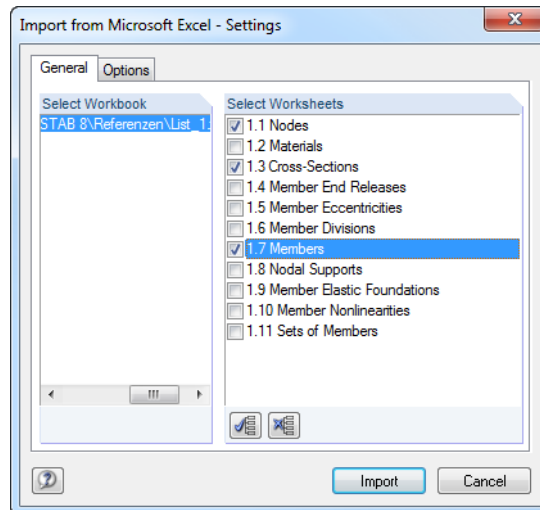 Import from Microsoft Excel - Settings
General
Options
Select Workbook
STAB 8\Referenzen\List_1.
Select Worksheets
1.1 Nodes
1.2 Materials
1.3 Cross-Sections
1.4 Member End Releases
1.5 Member Eccentricities
1.6 Member Divisions
1.7 Members
1.8 Nodal Supports
1.9 Member Elastic Foundations
1.10 Member Nonlinearities
1.11 Sets of Members
Import
Cancel